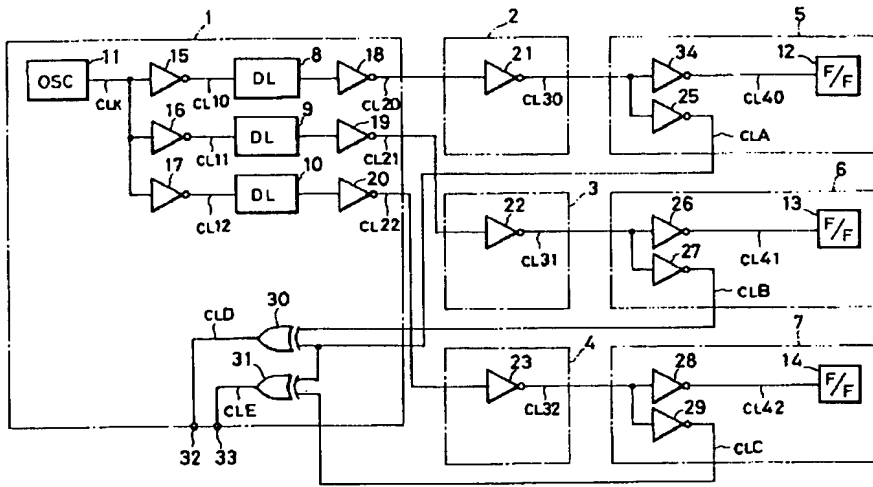 1
2
5
11
15
8
18
21
34
12
OSC
DL
F/F
CLK
CL10
CL20
CL30
CL40
16
9
19
25
DL
CL11
CL21
CLA
17
10
20
3
6
DL
22
26
13
CL12
CL22
F/F
CL31
27
CL41
30
CLB
CLD
7
31
4
23
28
14
F/F
CLE
CL32
29
CL42
32
33
CLC